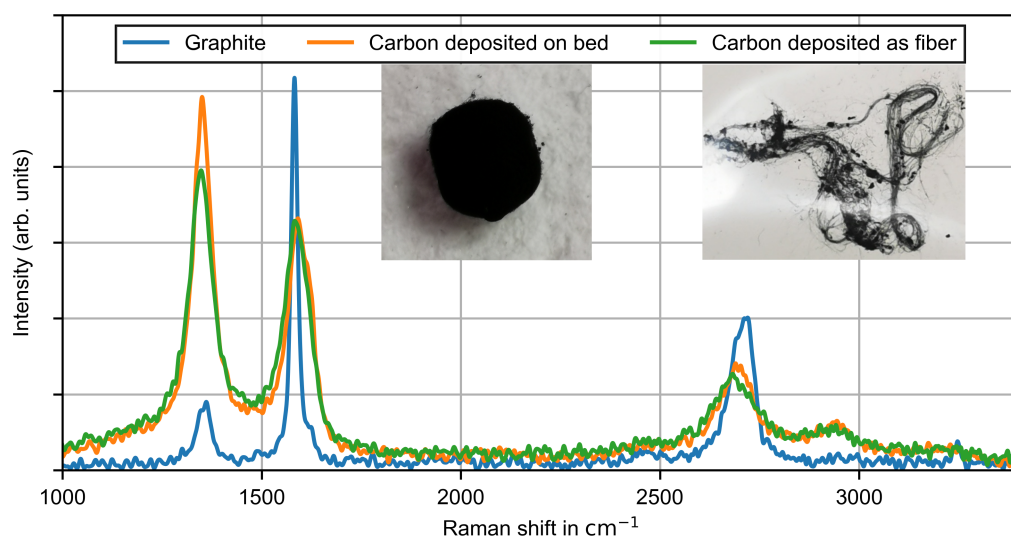 Graphite Carbon deposited on bed Carbon deposited as fiber
Intensity (arb. units)
1000 1500 2000 2500 3000
Raman shift in cm⁻¹